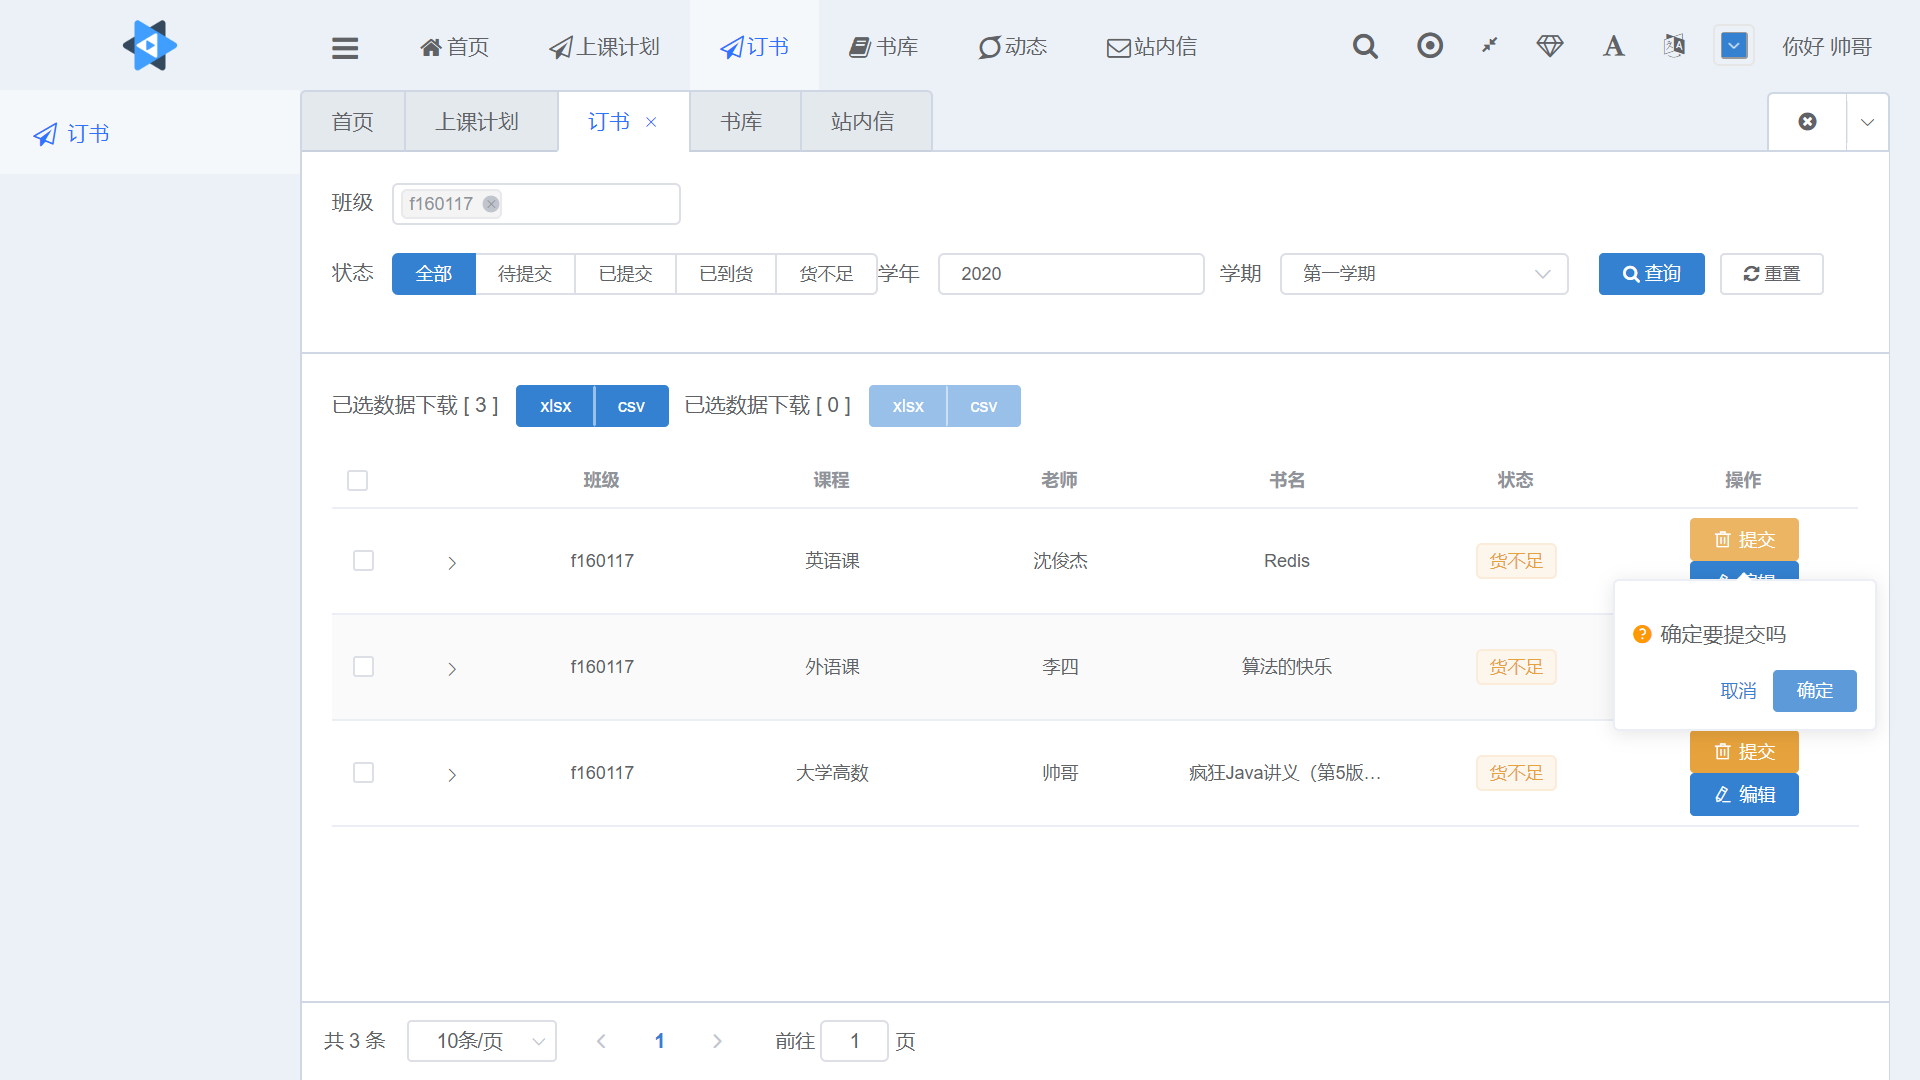 首页 上课计划 订书 书库 动态 站内信 你好 帅哥
订书
首页 上课计划 订书 书库 站内信
班级 f160117
状态 全部 待提交 已提交 已到货 货不足 学年 2020 学期 第一学期 查询 重置
已选数据下载 [ 3 ] xlsx csv 已选数据下载 [ 0 ] xlsx csv
班级 课程 老师 书名 状态 操作
提交
f160117 英语课 沈俊杰 Redis 货不足
编辑
确定要提交吗
f160117 外语课 李四 算法的快乐 货不足
取消 确定
提交
f160117 大学高数 帅哥 疯狂Java讲义（第5版… 货不足
编辑
共 3 条 10条/页 1 前往 1 页